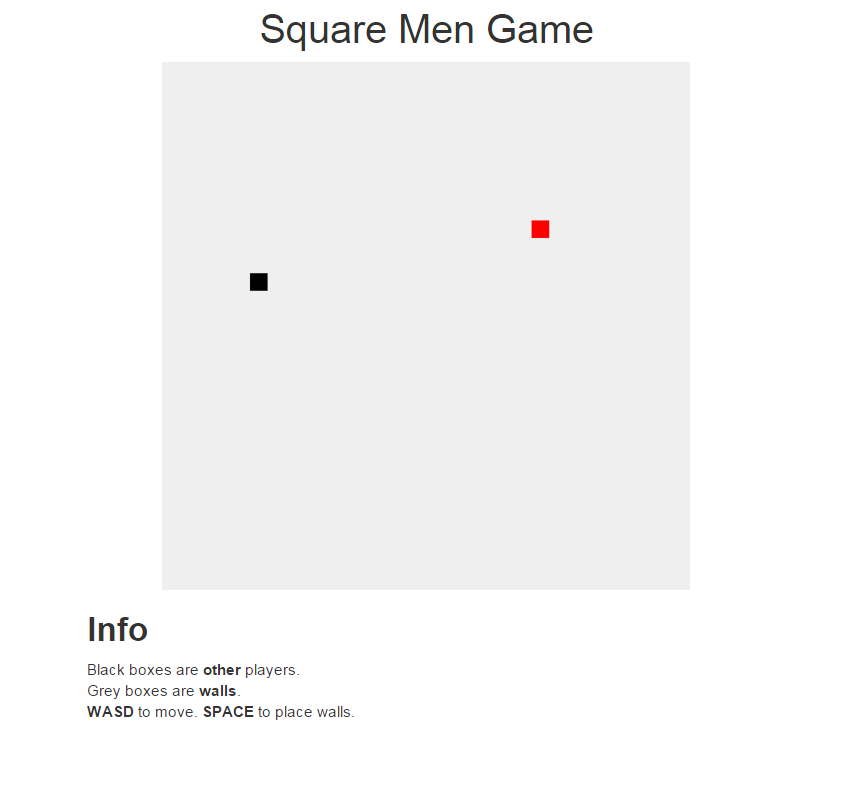 Square Men Game
Info
Black boxes are other players.
Grey boxes are walls.
WASD to move. SPACE to place walls.